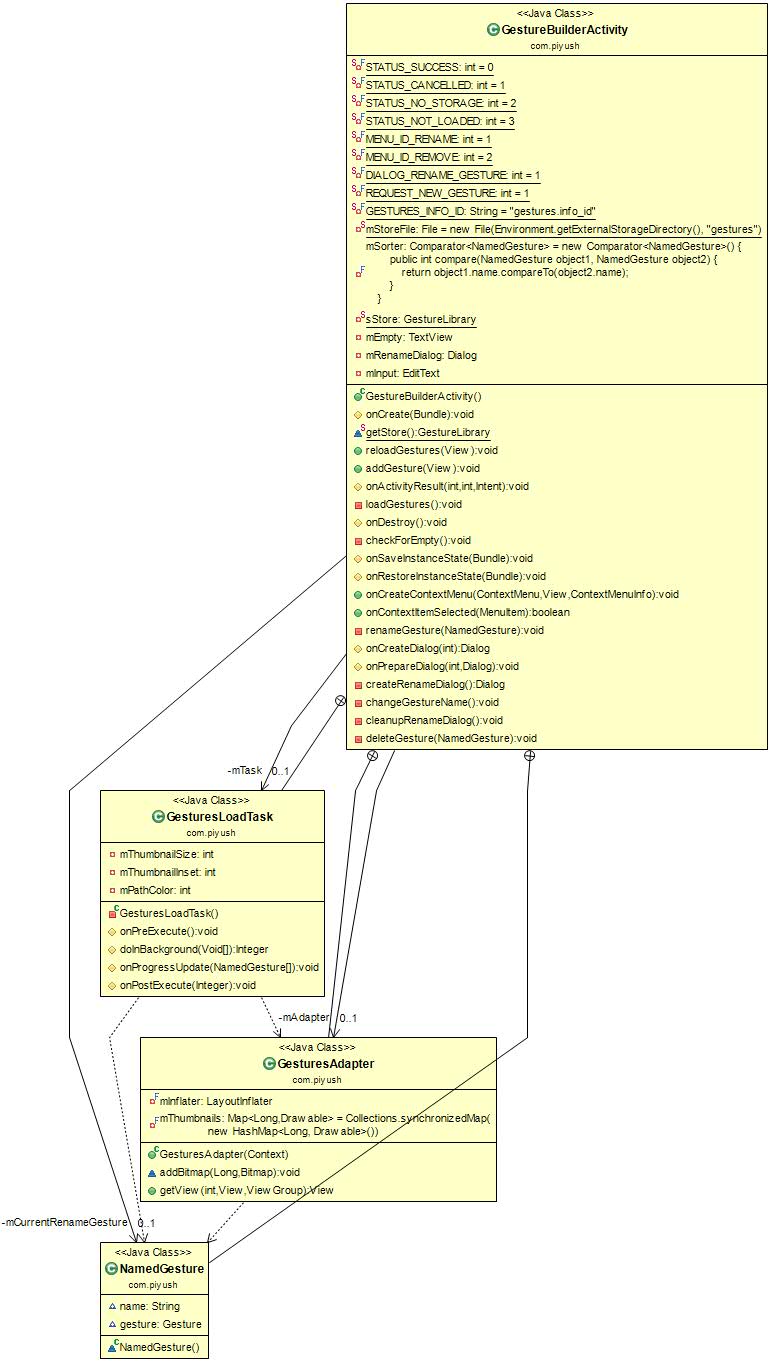 <<Java Class>>
GestureBuilderActivity
com.piyush
STATUS_SUCCESS: int = 0
STATUS_CANCELLED: int = 1
STATUS_NO_STORAGE: int = 2
STATUS_NOT_LOADED: int = 3
MENU_ID_RENAME: int = 1
MENU_ID_REMOVE: int = 2
DIALOG_RENAME_GESTURE: int = 1
REQUEST_NEW_GESTURE: int = 1
GESTURES_INFO_ID: String = "gestures.info_id"
mStoreFile: File = new File(Environment.getExternalStorageDirectory(), "gestures")
mSorter: Comparator<NamedGesture> = new Comparator<NamedGesture>() {
public int compare(NamedGesture object1, NamedGesture object2) {
return object1.name.compareTo(object2.name);
}
}
sStore: GestureLibrary
mEmpty: TextView
mRenameDialog: Dialog
mInput: EditText
GestureBuilderActivity()
onCreate(Bundle):void
getStore():GestureLibrary
reloadGestures(View):void
addGesture(View):void
onActivityResult(int,int,Intent):void
loadGestures():void
onDestroy():void
checkForEmpty():void
onSaveInstanceState(Bundle):void
onRestoreInstanceState(Bundle):void
onCreateContextMenu(ContextMenu,View,ContextMenuInfo):void
onContextItemSelected(MenuItem):boolean
renameGesture(NamedGesture):void
onCreateDialog(int):Dialog
onPrepareDialog(int,Dialog):void
createRenameDialog():Dialog
changeGestureName():void
cleanupRenameDialog():void
deleteGesture(NamedGesture):void
-mTask 0..1
<<Java Class>>
GesturesLoadTask
com.piyush
mThumbnailSize: int
mThumbnailInset: int
mPathColor: int
GesturesLoadTask()
onPreExecute():void
doInBackground(Void[]):Integer
onProgressUpdate(NamedGesture[]):void
onPostExecute(Integer):void
-mAdapter 0..1
<<Java Class>>
GesturesAdapter
com.piyush
mInflater: LayoutInflater
mThumbnails: Map<Long,Drawable> = Collections.synchronizedMap(
new HashMap<Long, Drawable>())
GesturesAdapter(Context)
addBitmap(Long,Bitmap):void
getView(int,View,ViewGroup):View
-mCurrentRenameGesture 0..1
<<Java Class>>
NamedGesture
com.piyush
name: String
gesture: Gesture
NamedGesture()